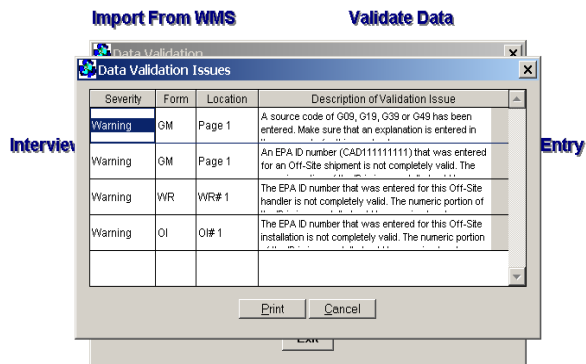 Import From WMS Validate Data
Data Validation
Data Validation Issues
Severity Form Location Description of Validation Issue
Warning GM Page 1 A source code of G09, G19, G39 or G49 has been
entered. Make sure that an explanation is entered in
Warning GM Page 1 An EPA ID number (CAD111111111) that was entered
for an Off-Site shipment is not completely valid. The
Interview Entry
Warning WR WR# 1 The EPA ID number that was entered for this Off-Site
handler is not completely valid. The numeric portion of
Warning OI OI# 1 The EPA ID number that was entered for this Off-Site
installation is not completely valid. The numeric portion
Print Cancel
Exit